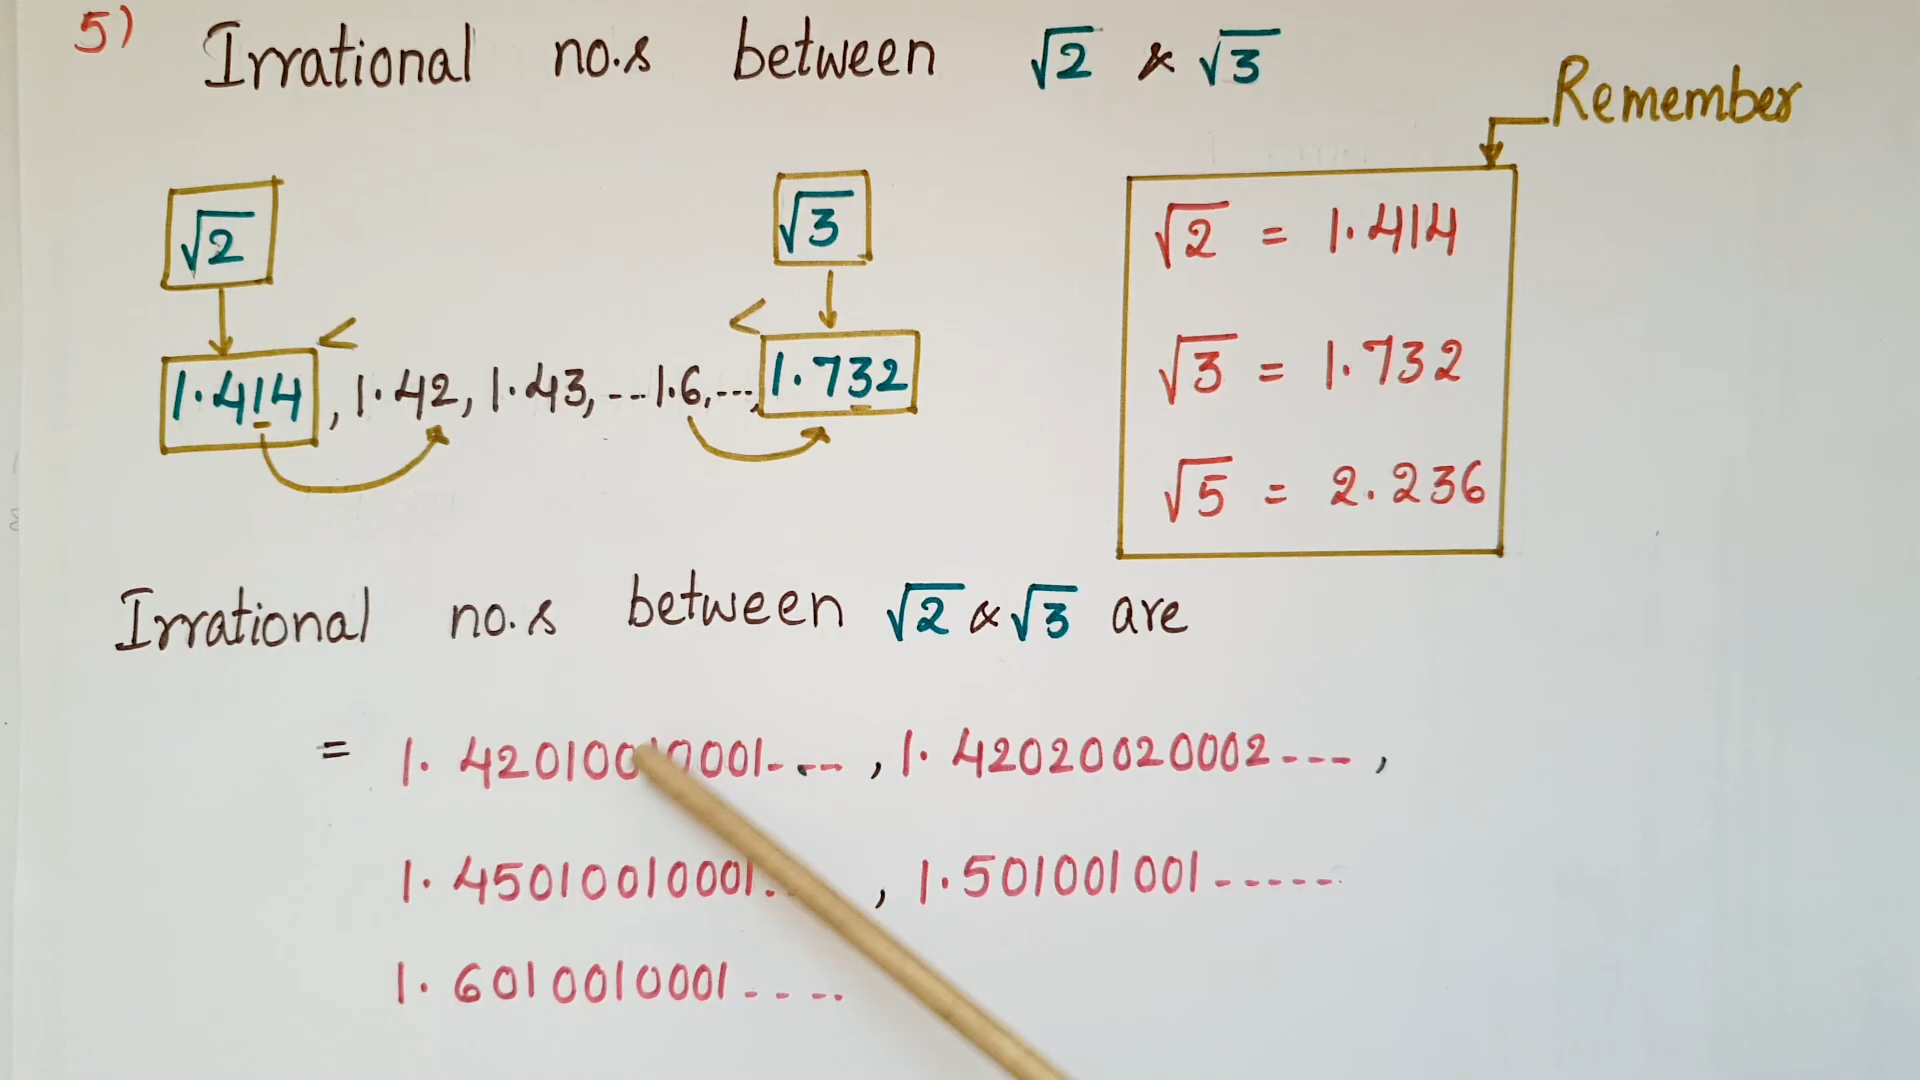 5) Irrational no.s between √2 & √3
Remember
√2 √3
√2 = 1.414
√3 = 1.732
√5 = 2.236
<
<
1.414 , 1.42, 1.43, --- 1.6, ---, 1.732
Irrational no.s between √2 & √3 are
= 1.42010010001---- , 1.42020020002--- ,
1.45010010001. , 1.501001001-----
1.6010010001----